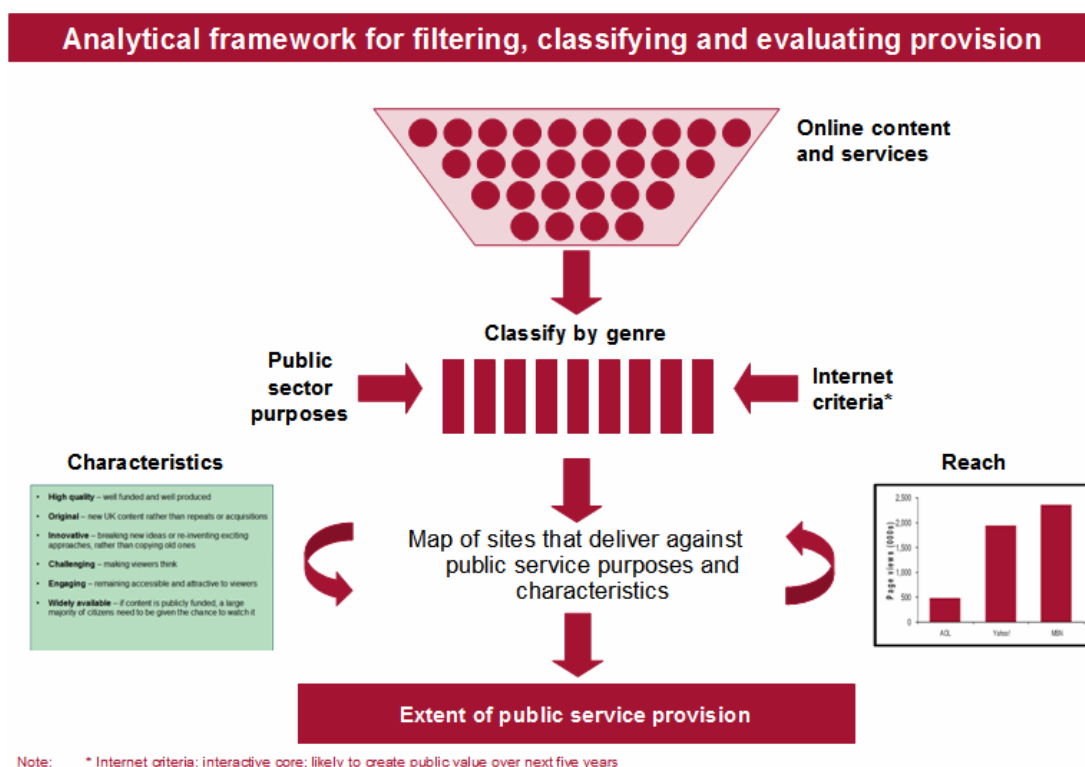 Analytical framework for filtering, classifying and evaluating provision
Online content
and services
Classify by genre
Public
sector
purposes
Internet
criteria*
Characteristics
• High quality – well funded and well produced
• Original – new UK content rather than repeats or acquisitions
• Innovative – breaking new ideas or re-inventing exciting
approaches, rather than copying old ones
• Challenging – making viewers think
• Engaging – remaining accessible and attractive to viewers
• Widely available – if content is publicly funded, a large
majority of citizens need to be given the chance to watch it
Map of sites that deliver against
public service purposes and
characteristics
Reach
Page views (000s)
2,500
2,000
1,500
1,000
500
0
AOL Yahoo! MSN
Extent of public service provision
Note: * Internet criteria: interactive core; likely to create public value over next five years